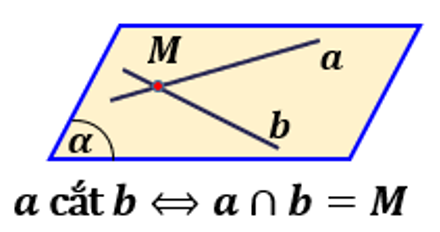 M
a
b
α
a cắt b ⟺ a ∩ b = M